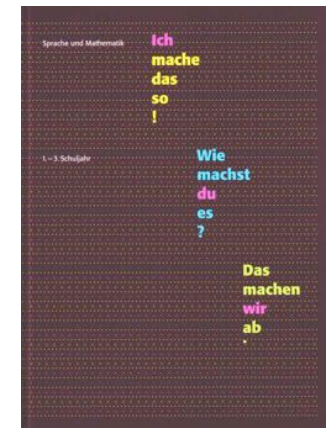 Sprache und Mathematik
Ich
mache
das
so
!
1. – 3. Schuljahr
Wie
machst
du
es
?
Das
machen
wir
ab
.